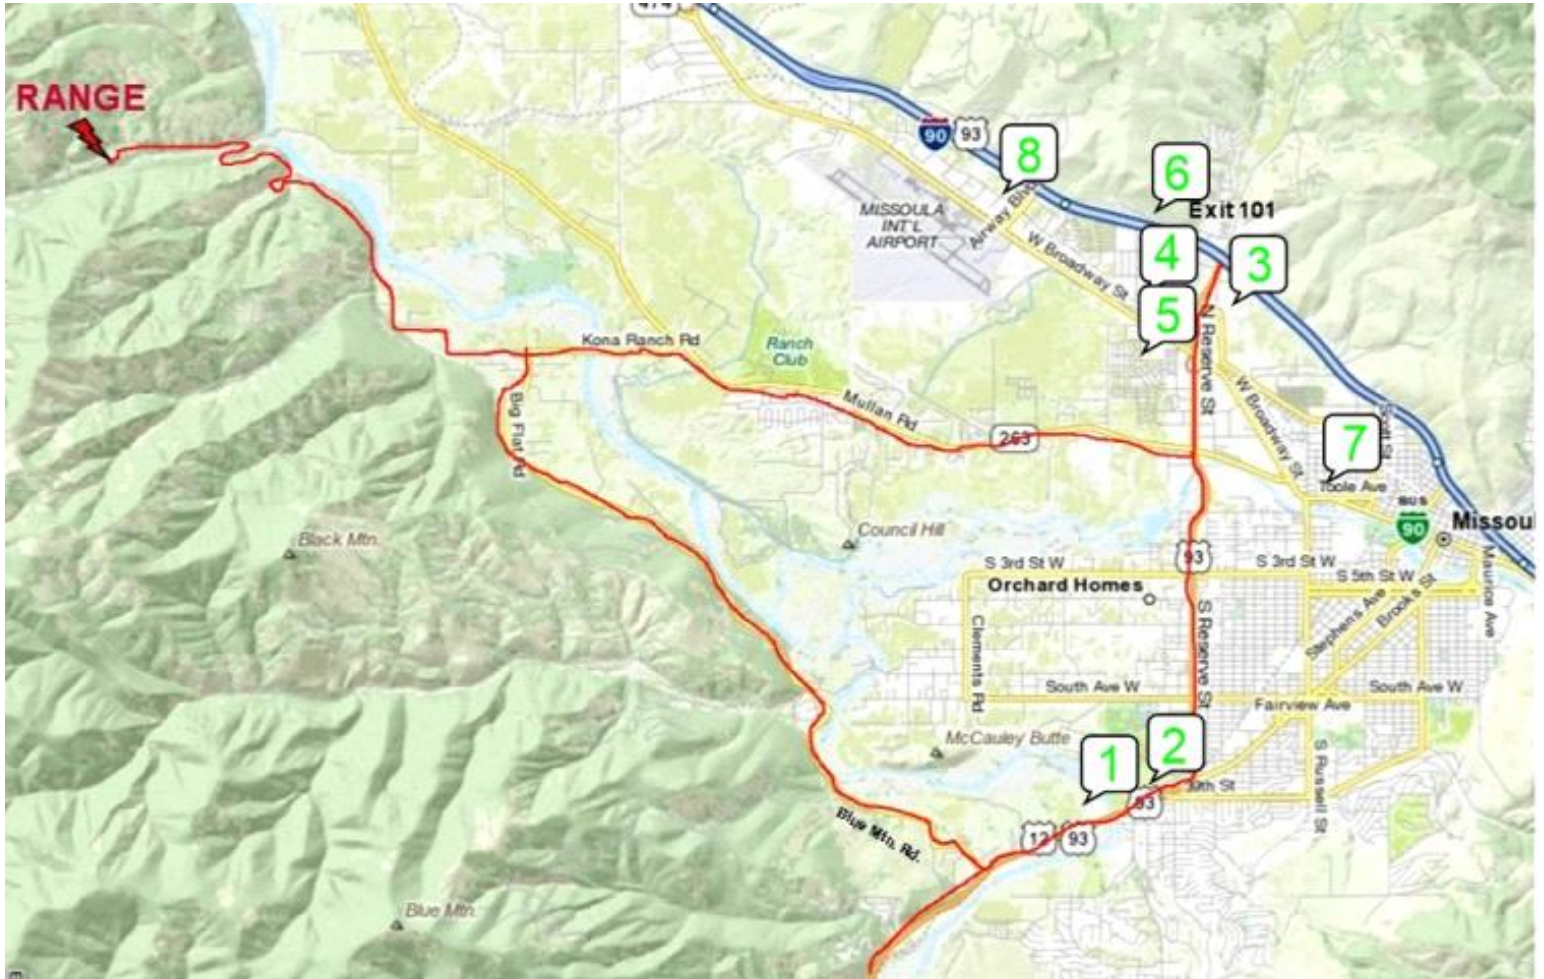 RANGE
90
93
8
6
Exit 101
MISSOULA
INT'L
AIRPORT
Airway Blvd
W Broadway St
4
3
5
N Reserve St
Kona Ranch Rd
Ranch
Club
Big Flat Rd
Mullan Rd
263
W Broadway St
7
Toole Ave
BUS
90
Missou
Black Mtn.
Council Hill
93
S 3rd St W
S 3rd St W
S 5th St W
Orchard Homes
Stephens Ave
Brooks St
Maurice Ave
Clements Rd
S Reserve St
South Ave W
South Ave W
Fairview Ave
McCauley Butte
1
2
S Russell St
93
Blue Mtn. Rd.
12
93
Blue Mtn.